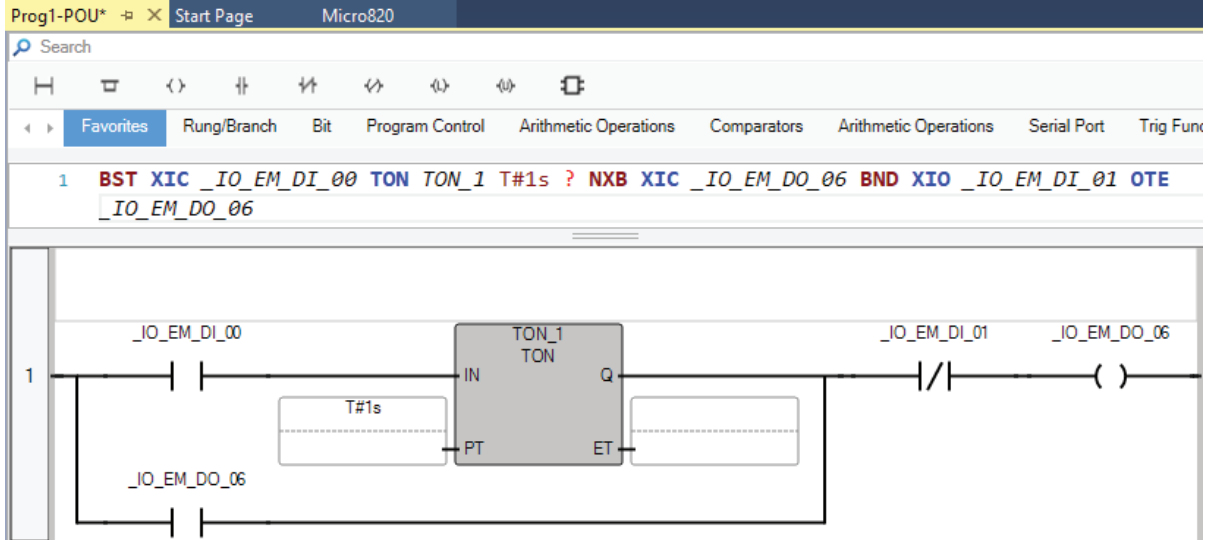 Prog1-POU* Start Page Micro820
Search
Favorites Rung/Branch Bit Program Control Arithmetic Operations Comparators Arithmetic Operations Serial Port Trig Func
1 BST XIC _IO_EM_DI_00 TON TON_1 T#1s ? NXB XIC _IO_EM_DO_06 BND XIO _IO_EM_DI_01 OTE
_IO_EM_DO_06
_IO_EM_DI_00 TON_1 _IO_EM_DI_01 _IO_EM_DO_06
TON
1 IN Q
T#1s
PT ET
_IO_EM_DO_06